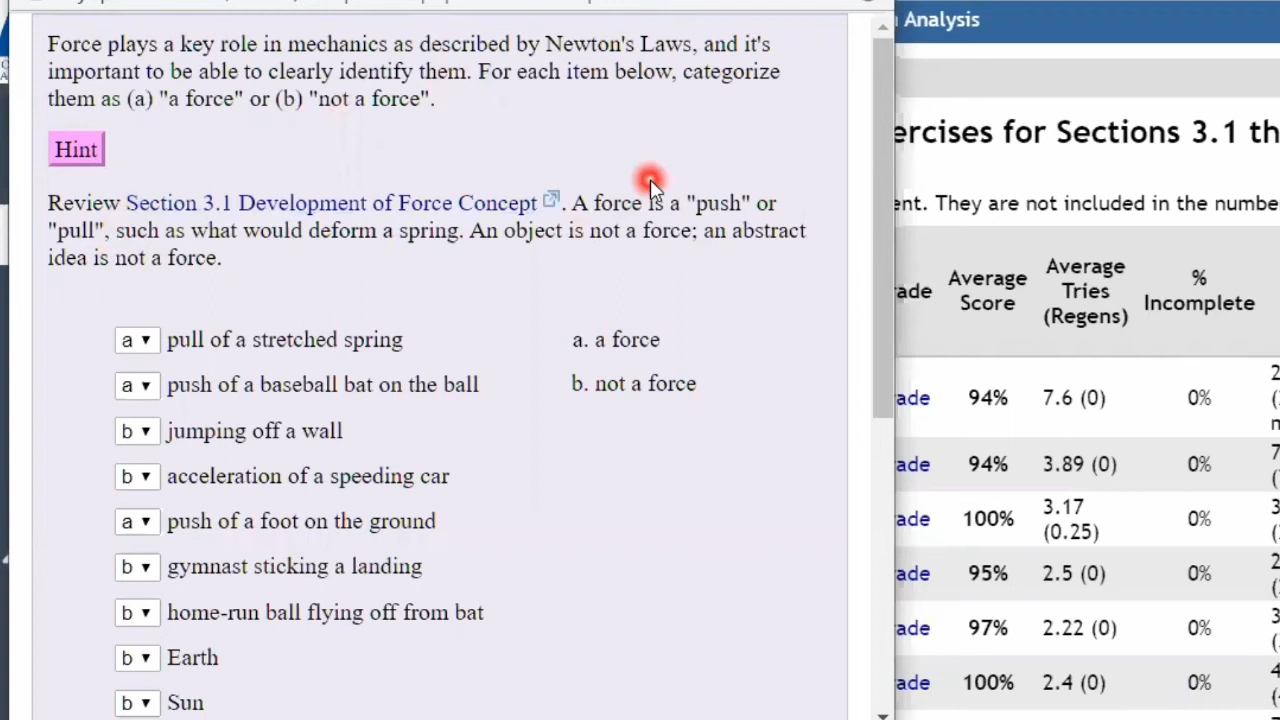 Force plays a key role in mechanics as described by Newton's Laws, and it's
important to be able to clearly identify them. For each item below, categorize
them as (a) "a force" or (b) "not a force".
Hint
Review Section 3.1 Development of Force Concept . A force is a "push" or
"pull", such as what would deform a spring. An object is not a force; an abstract
idea is not a force.
a ▼ pull of a stretched spring
a. a force
a ▼ push of a baseball bat on the ball
b. not a force
b ▼ jumping off a wall
b ▼ acceleration of a speeding car
a ▼ push of a foot on the ground
b ▼ gymnast sticking a landing
b ▼ home-run ball flying off from bat
b ▼ Earth
b ▼ Sun
Analysis
ercises for Sections 3.1 th
ent. They are not included in the number
ade
Average
Score
Average
Tries
(Regens)
%
Incomplete
ade 94% 7.6 (0) 0%
ade 94% 3.89 (0) 0%
ade 100% 3.17
(0.25) 0%
ade 95% 2.5 (0) 0%
ade 97% 2.22 (0) 0%
ade 100% 2.4 (0) 0%